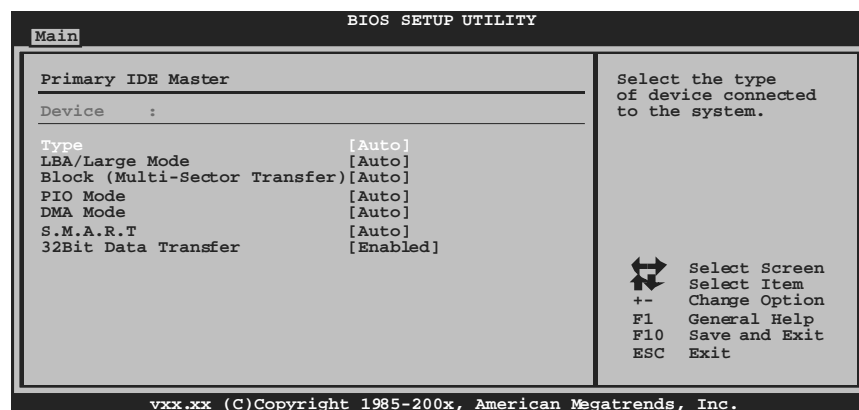 BIOS SETUP UTILITY
Main
Primary IDE Master
Device :
Type [Auto]
LBA/Large Mode [Auto]
Block (Multi-Sector Transfer)[Auto]
PIO Mode [Auto]
DMA Mode [Auto]
S.M.A.R.T [Auto]
32Bit Data Transfer [Enabled]
Select the type
of device connected
to the system.
Select Screen
Select Item
+- Change Option
F1 General Help
F10 Save and Exit
ESC Exit
vxx.xx (C)Copyright 1985-200x, American Megatrends, Inc.